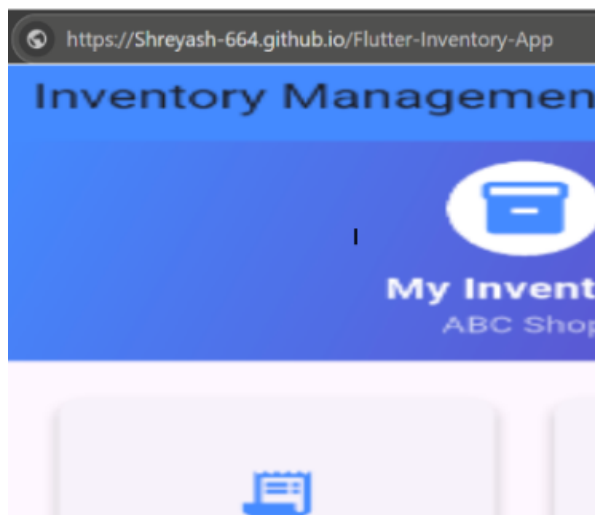 https://Shreyash-664.github.io/Flutter-Inventory-App
Inventory Managemen
My Invent
ABC Shop